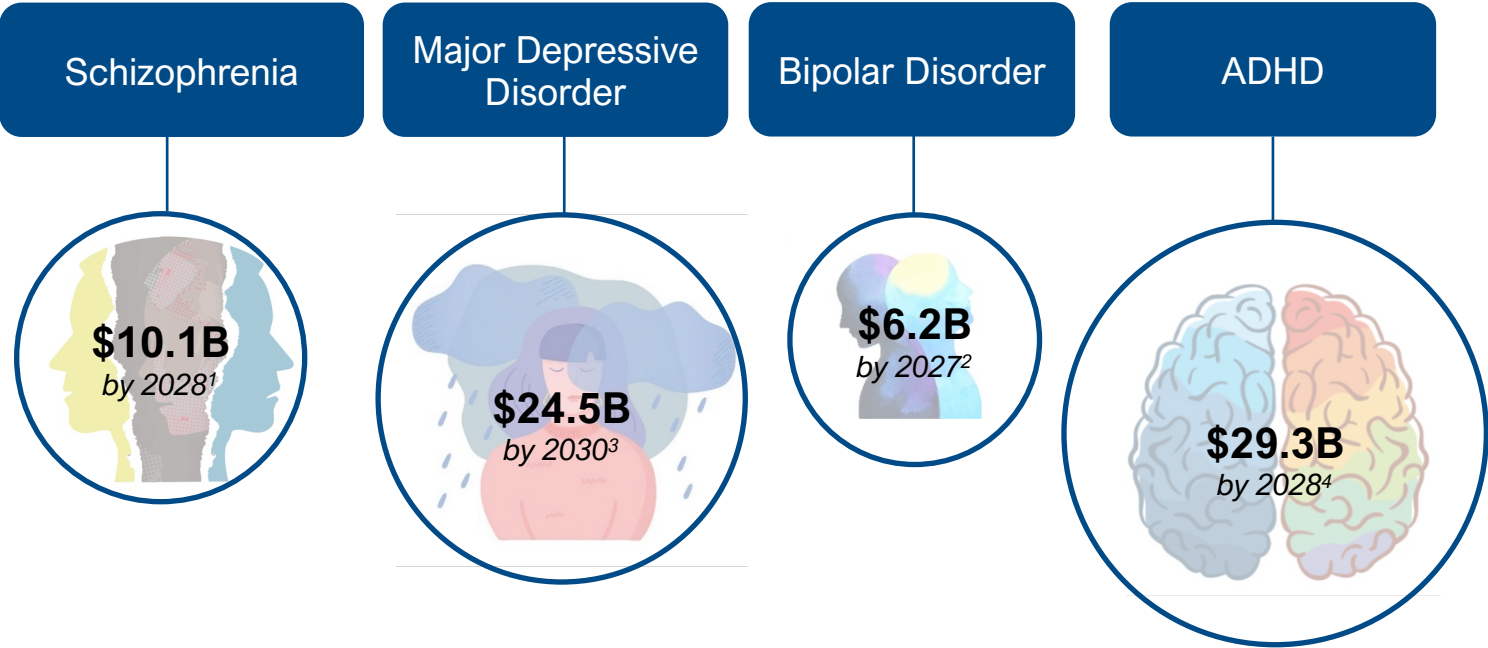 Schizophrenia
Major Depressive
Disorder
Bipolar Disorder
ADHD
$10.1B
by 2028¹
$24.5B
by 2030³
$6.2B
by 2027²
$29.3B
by 2028⁴